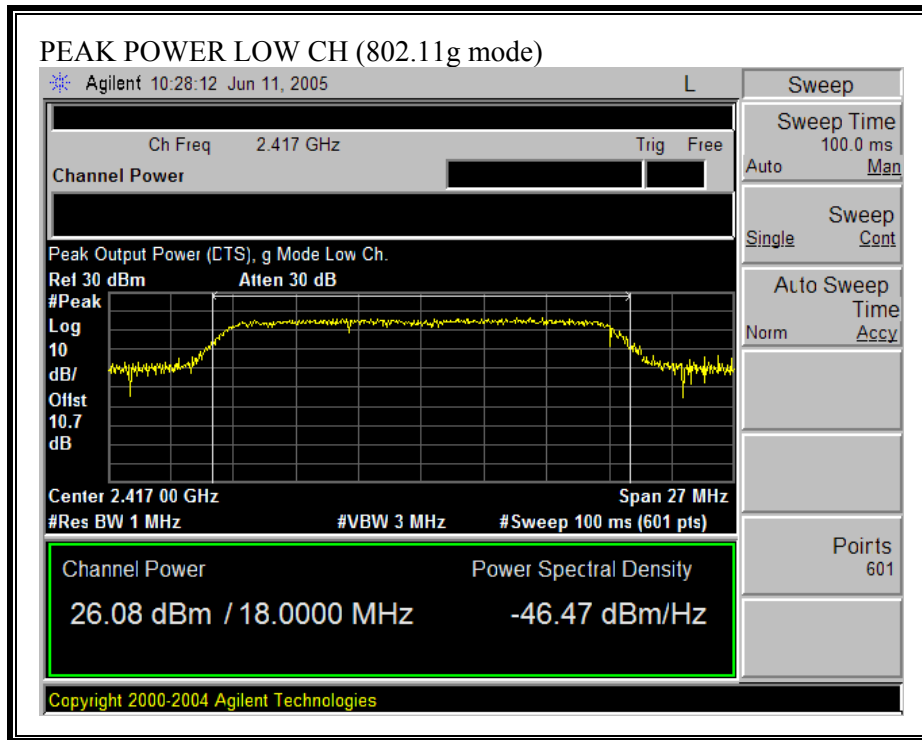 PEAK POWER LOW CH (802.11g mode)
Agilent 10:28:12 Jun 11, 2005 L
Ch Freq 2.417 GHz Trig Free
Channel Power
Peak Output Power (DTS), g Mode Low Ch.
Ref 30 dBm Atten 30 dB
#Peak
Log
10
dB/
Offst
10.7
dB
Center 2.417 00 GHz Span 27 MHz
#Res BW 1 MHz #VBW 3 MHz #Sweep 100 ms (601 pts)
Channel Power Power Spectral Density
26.08 dBm / 18.0000 MHz -46.47 dBm/Hz
Copyright 2000-2004 Agilent Technologies
Sweep
Sweep Time
100.0 ms
Auto Man
Sweep
Single Cont
Auto Sweep
Time
Norm Accy
Points
601